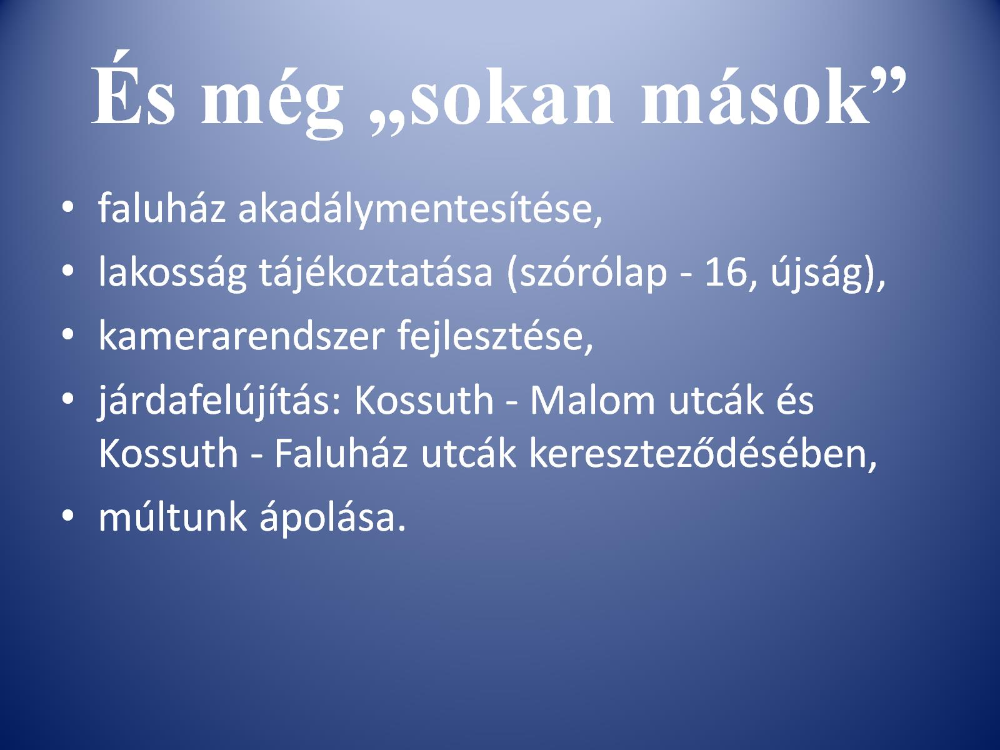 És még „sokan mások”
• faluház akadálymentesítése,
• lakosság tájékoztatása (szórólap - 16, újság),
• kamerarendszer fejlesztése,
• járdafelújítás: Kossuth - Malom utcák és
Kossuth - Faluház utcák kereszteződésében,
• múltunk ápolása.